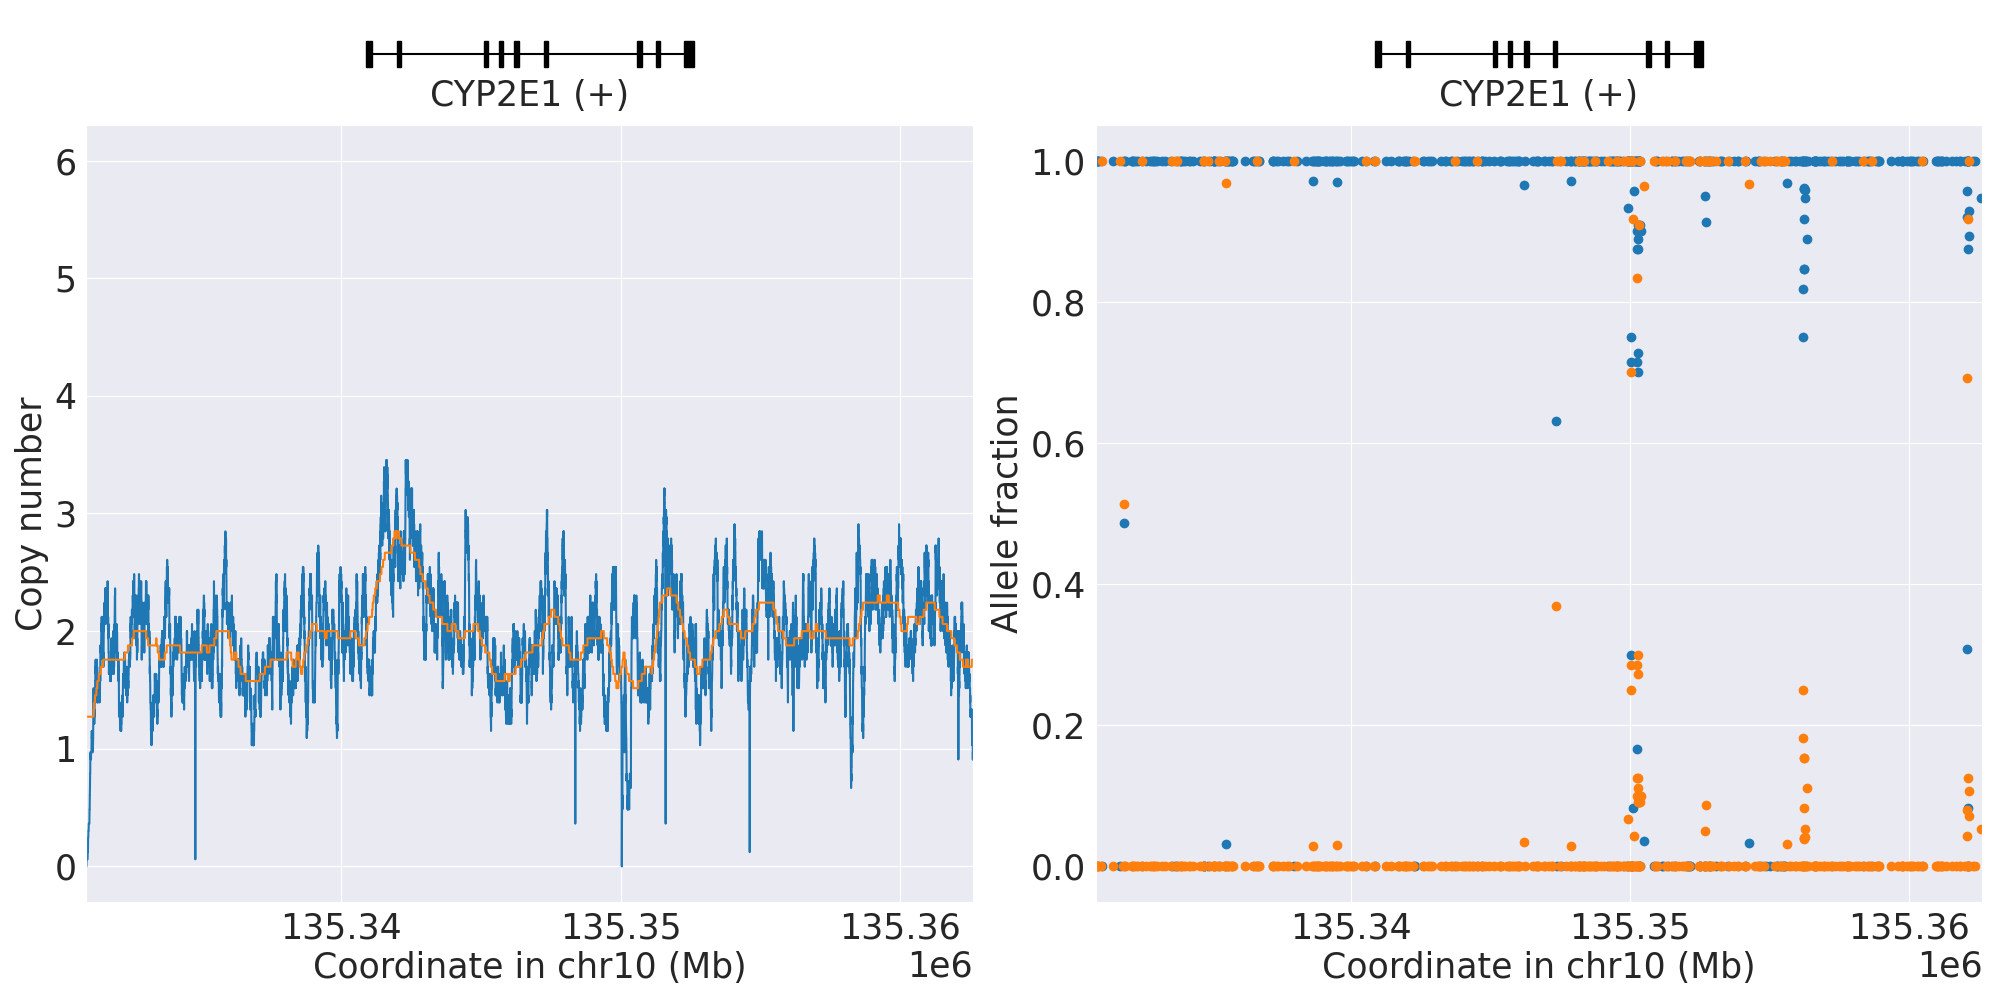 CYP2E1 (+)
6
5
4
3
2
1
0
Copy number
135.34 135.35 135.36
Coordinate in chr10 (Mb) 1e6
CYP2E1 (+)
1.0
0.8
0.6
0.4
0.2
0.0
Allele fraction
135.34 135.35 135.36
Coordinate in chr10 (Mb) 1e6